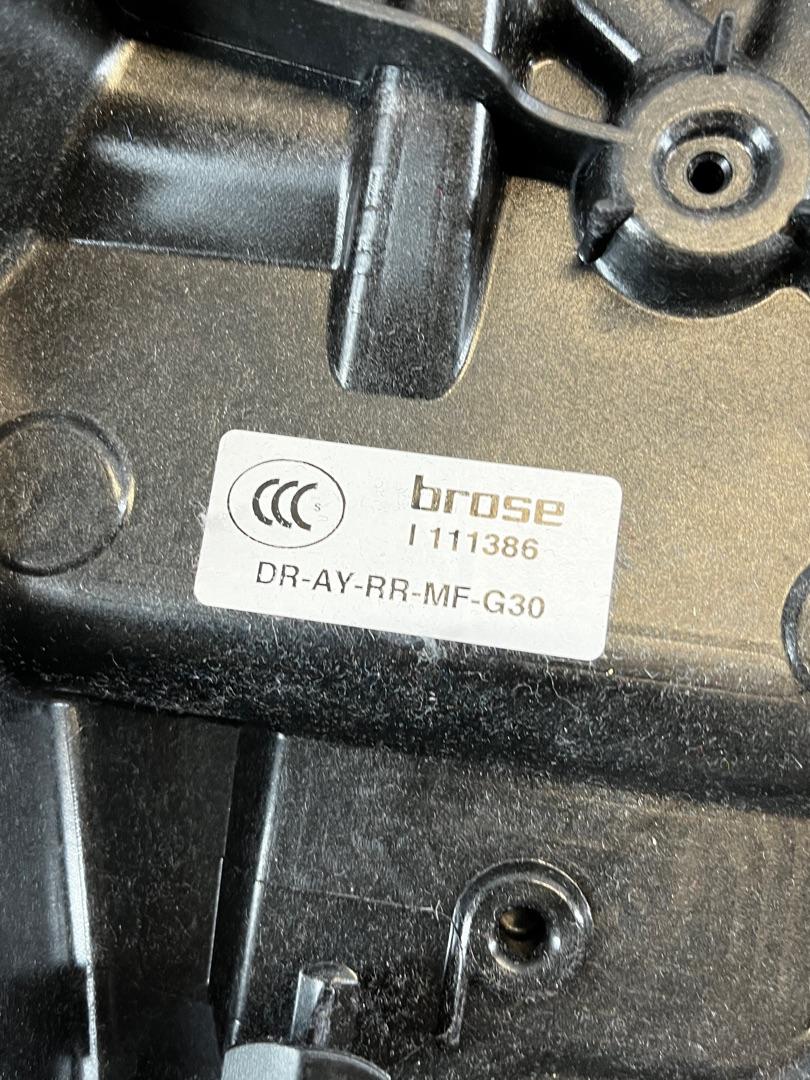 CCC S
brose
I 111386
DR-AY-RR-MF-G30